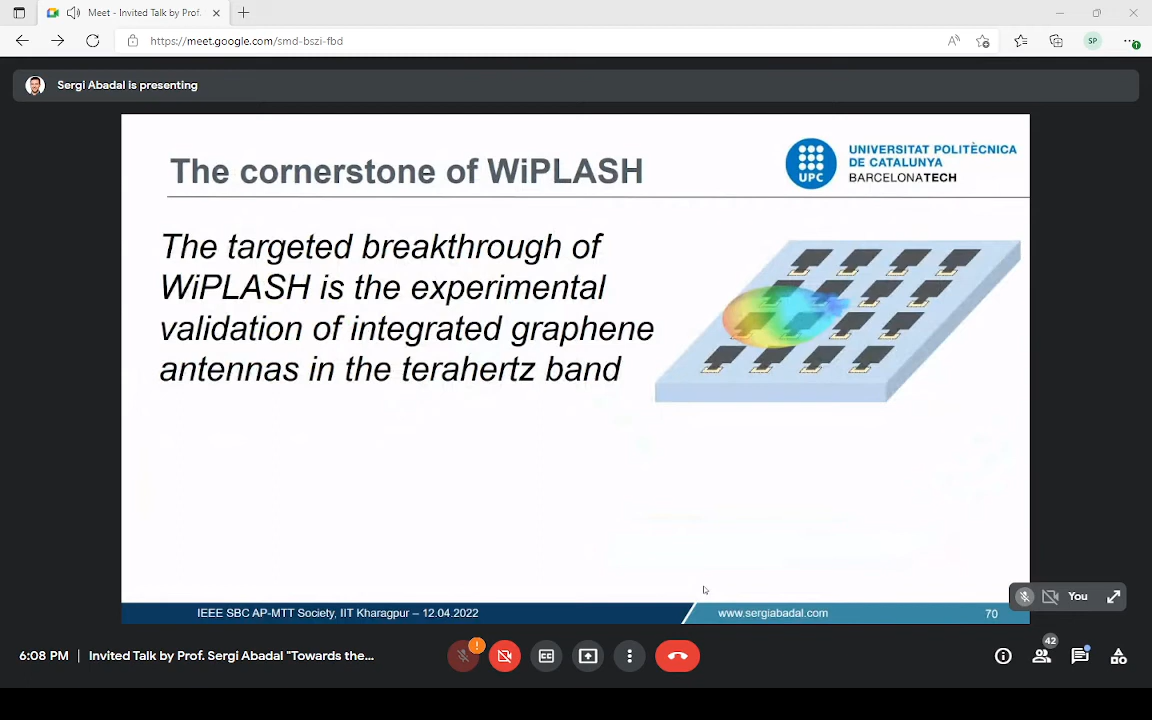 Meet - Invited Talk by Prof.
https://meet.google.com/smd-bszi-fbd
SP
Sergi Abadal is presenting
The cornerstone of WiPLASH
UPC
UNIVERSITAT POLITÈCNICA
DE CATALUNYA
BARCELONATECH
The targeted breakthrough of
WiPLASH is the experimental
validation of integrated graphene
antennas in the terahertz band
IEEE SBC AP-MTT Society, IIT Kharagpur – 12.04.2022
www.sergiabadal.com
70
You
6:08 PM | Invited Talk by Prof. Sergi Abadal "Towards the...
CC
42